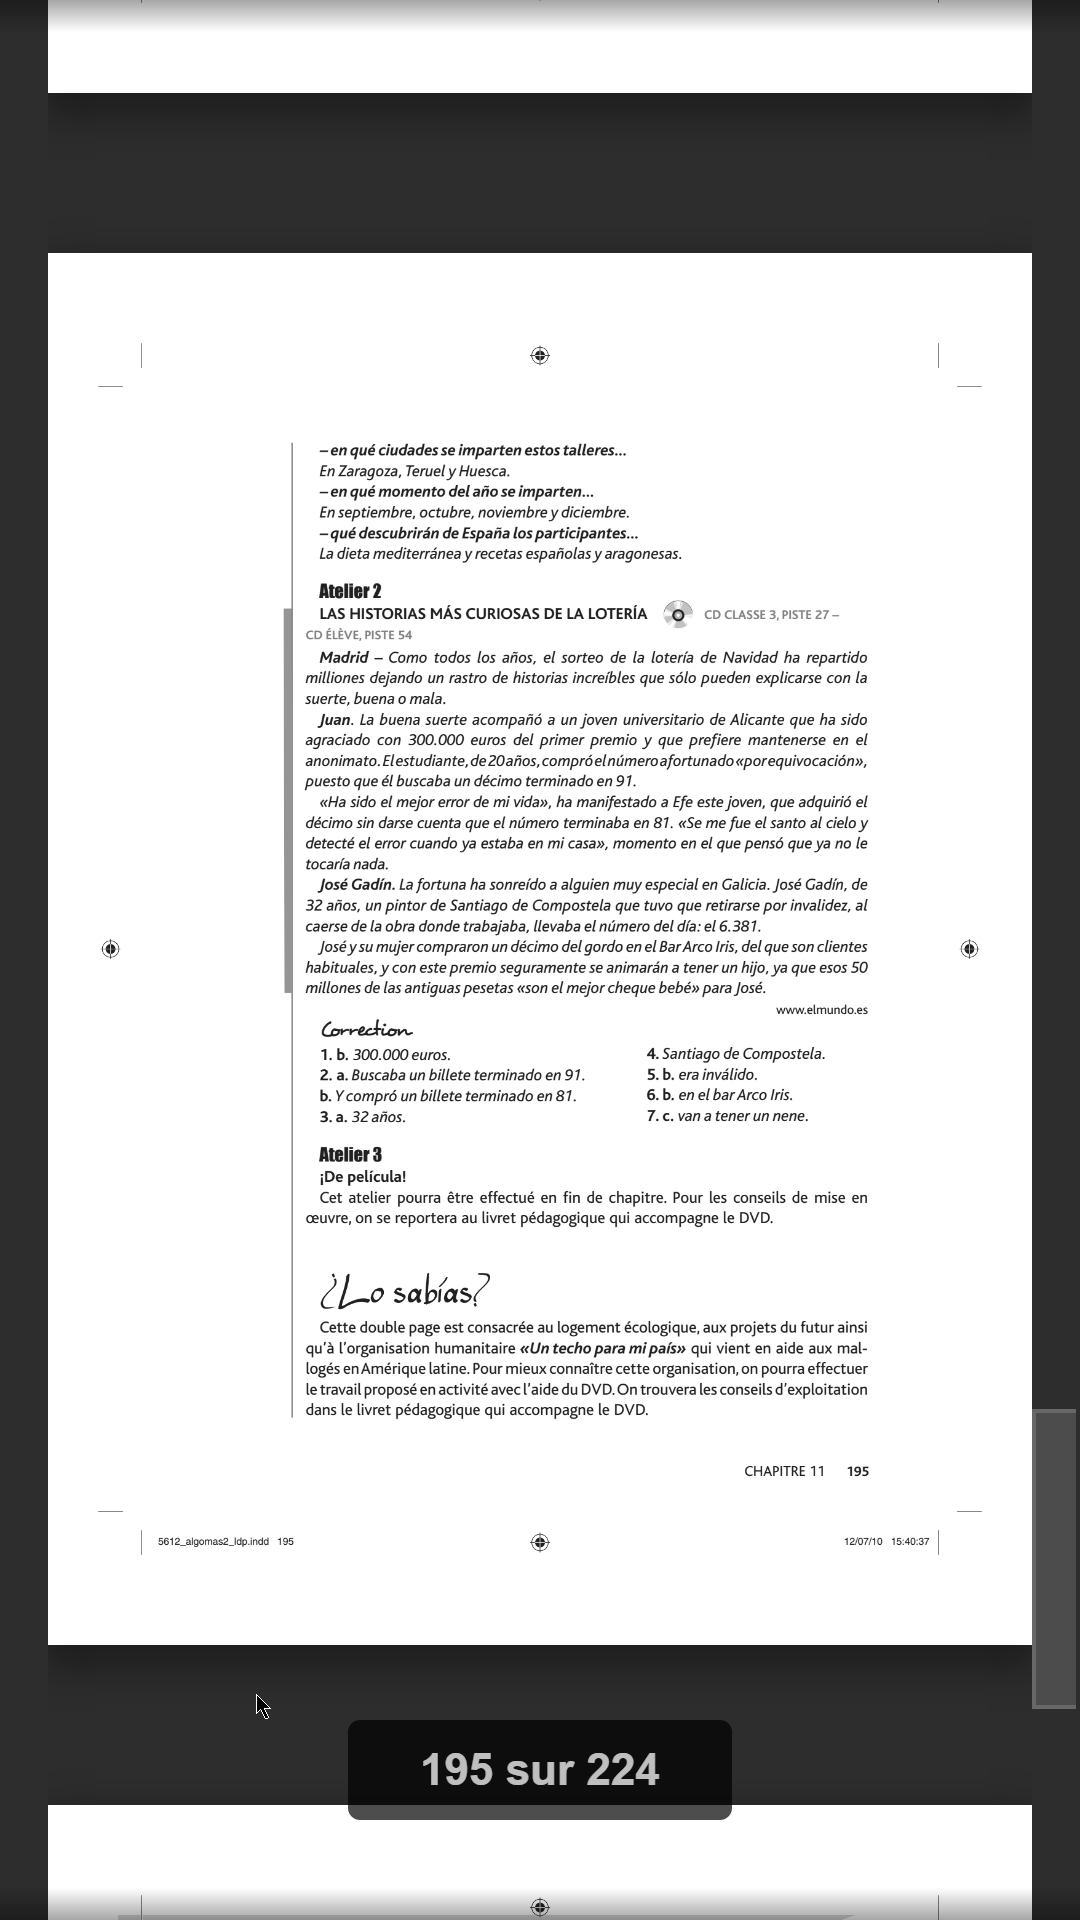 – en qué ciudades se imparten estos talleres...
En Zaragoza, Teruel y Huesca.
– en qué momento del año se imparten...
En septiembre, octubre, noviembre y diciembre.
– qué descubrirán de España los participantes...
La dieta mediterránea y recetas españolas y aragonesas.
Atelier 2
LAS HISTORIAS MÁS CURIOSAS DE LA LOTERÍA CD CLASSE 3, PISTE 27 –
CD ÉLÈVE, PISTE 54
Madrid – Como todos los años, el sorteo de la lotería de Navidad ha repartido
milliones dejando un rastro de historias increíbles que sólo pueden explicarse con la
suerte, buena o mala.
Juan. La buena suerte acompañó a un joven universitario de Alicante que ha sido
agraciado con 300.000 euros del primer premio y que prefiere mantenerse en el
anonimato. El estudiante, de 20 años, compró el número afortunado «por equivocación»,
puesto que él buscaba un décimo terminado en 91.
«Ha sido el mejor error de mi vida», ha manifestado a Efe este joven, que adquirió el
décimo sin darse cuenta que el número terminaba en 81. «Se me fue el santo al cielo y
detecté el error cuando ya estaba en mi casa», momento en el que pensó que ya no le
tocaría nada.
José Gadín. La fortuna ha sonreído a alguien muy especial en Galicia. José Gadín, de
32 años, un pintor de Santiago de Compostela que tuvo que retirarse por invalidez, al
caerse de la obra donde trabajaba, llevaba el número del día: el 6.381.
José y su mujer compraron un décimo del gordo en el Bar Arco Iris, del que son clientes
habituales, y con este premio seguramente se animarán a tener un hijo, ya que esos 50
millones de las antiguas pesetas «son el mejor cheque bebé» para José.
www.elmundo.es
Correction
1. b. 300.000 euros.
2. a. Buscaba un billete terminado en 91.
b. Y compró un billete terminado en 81.
3. a. 32 años.
4. Santiago de Compostela.
5. b. era inválido.
6. b. en el bar Arco Iris.
7. c. van a tener un nene.
Atelier 3
¡De película!
Cet atelier pourra être effectué en fin de chapitre. Pour les conseils de mise en
œuvre, on se reportera au livret pédagogique qui accompagne le DVD.
¿Lo sabías?
Cette double page est consacrée au logement écologique, aux projets du futur ainsi
qu'à l'organisation humanitaire «Un techo para mi país» qui vient en aide aux mal-
logés en Amérique latine. Pour mieux connaître cette organisation, on pourra effectuer
le travail proposé en activité avec l'aide du DVD. On trouvera les conseils d'exploitation
dans le livret pédagogique qui accompagne le DVD.
CHAPITRE 11 195
5612_algomas2_ldp.indd 195 12/07/10 15:40:37
195 sur 224